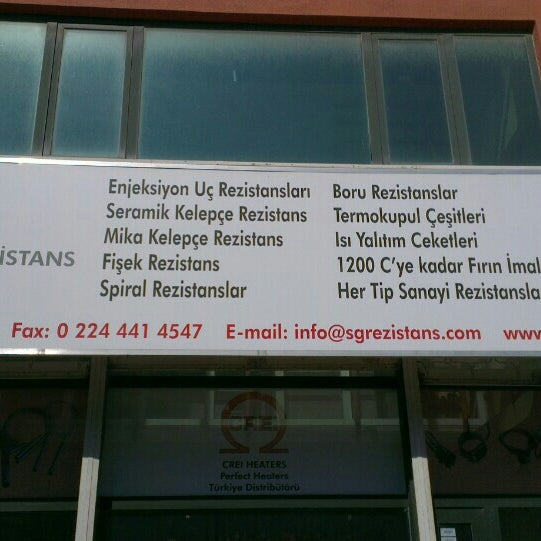 İSTANS
Enjeksiyon Uç Rezistansları
Seramik Kelepçe Rezistans
Mika Kelepçe Rezistans
Fişek Rezistans
Spiral Rezistanslar
Boru Rezistanslar
Termokupul Çeşitleri
Isı Yalıtım Ceketleri
1200 C'ye kadar Fırın İmal
Her Tip Sanayi Rezistansla
Fax: 0 224 441 4547 E-mail: info@sgrezistans.com www
CREI
CREI HEATERS
Perfect Heaters
Türkiye Distribütörü